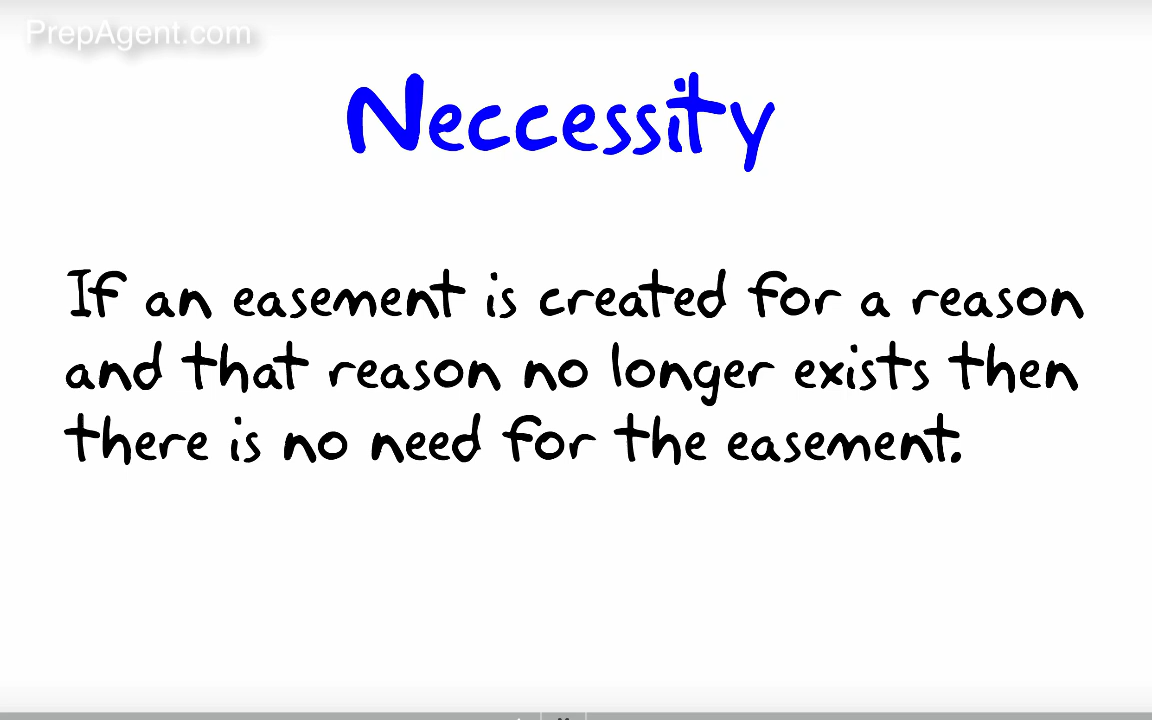 PrepAgent.com
Neccessity
If an easement is created for a reason
and that reason no longer exists then
there is no need for the easement.